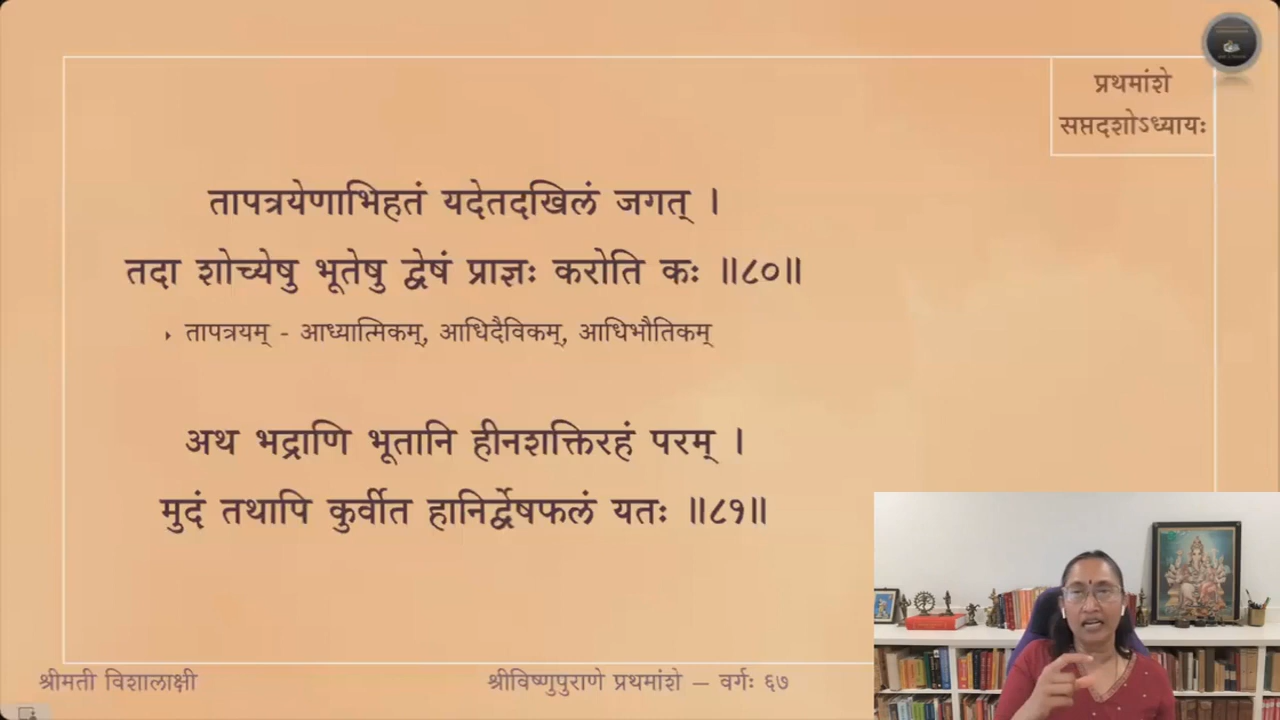 प्रथमांशे
सप्तदशोऽध्यायः
तापत्रयेणाभिहतं यदेतदखिलं जगत् ।
तदा शोच्येषु भूतेषु द्वेषं प्राज्ञः करोति कः ॥८०॥
तापत्रयम् - आध्यात्मिकम्, आधिदैविकम्, आधिभौतिकम्
अथ भद्राणि भूतानि हीनशक्तिरहं परम् ।
मुदं तथापि कुर्वीत हानिर्द्वेषफलं यतः ॥८१॥
श्रीमती विशालाक्षी
श्रीविष्णुपुराणे प्रथमांशे – वर्गः ६७